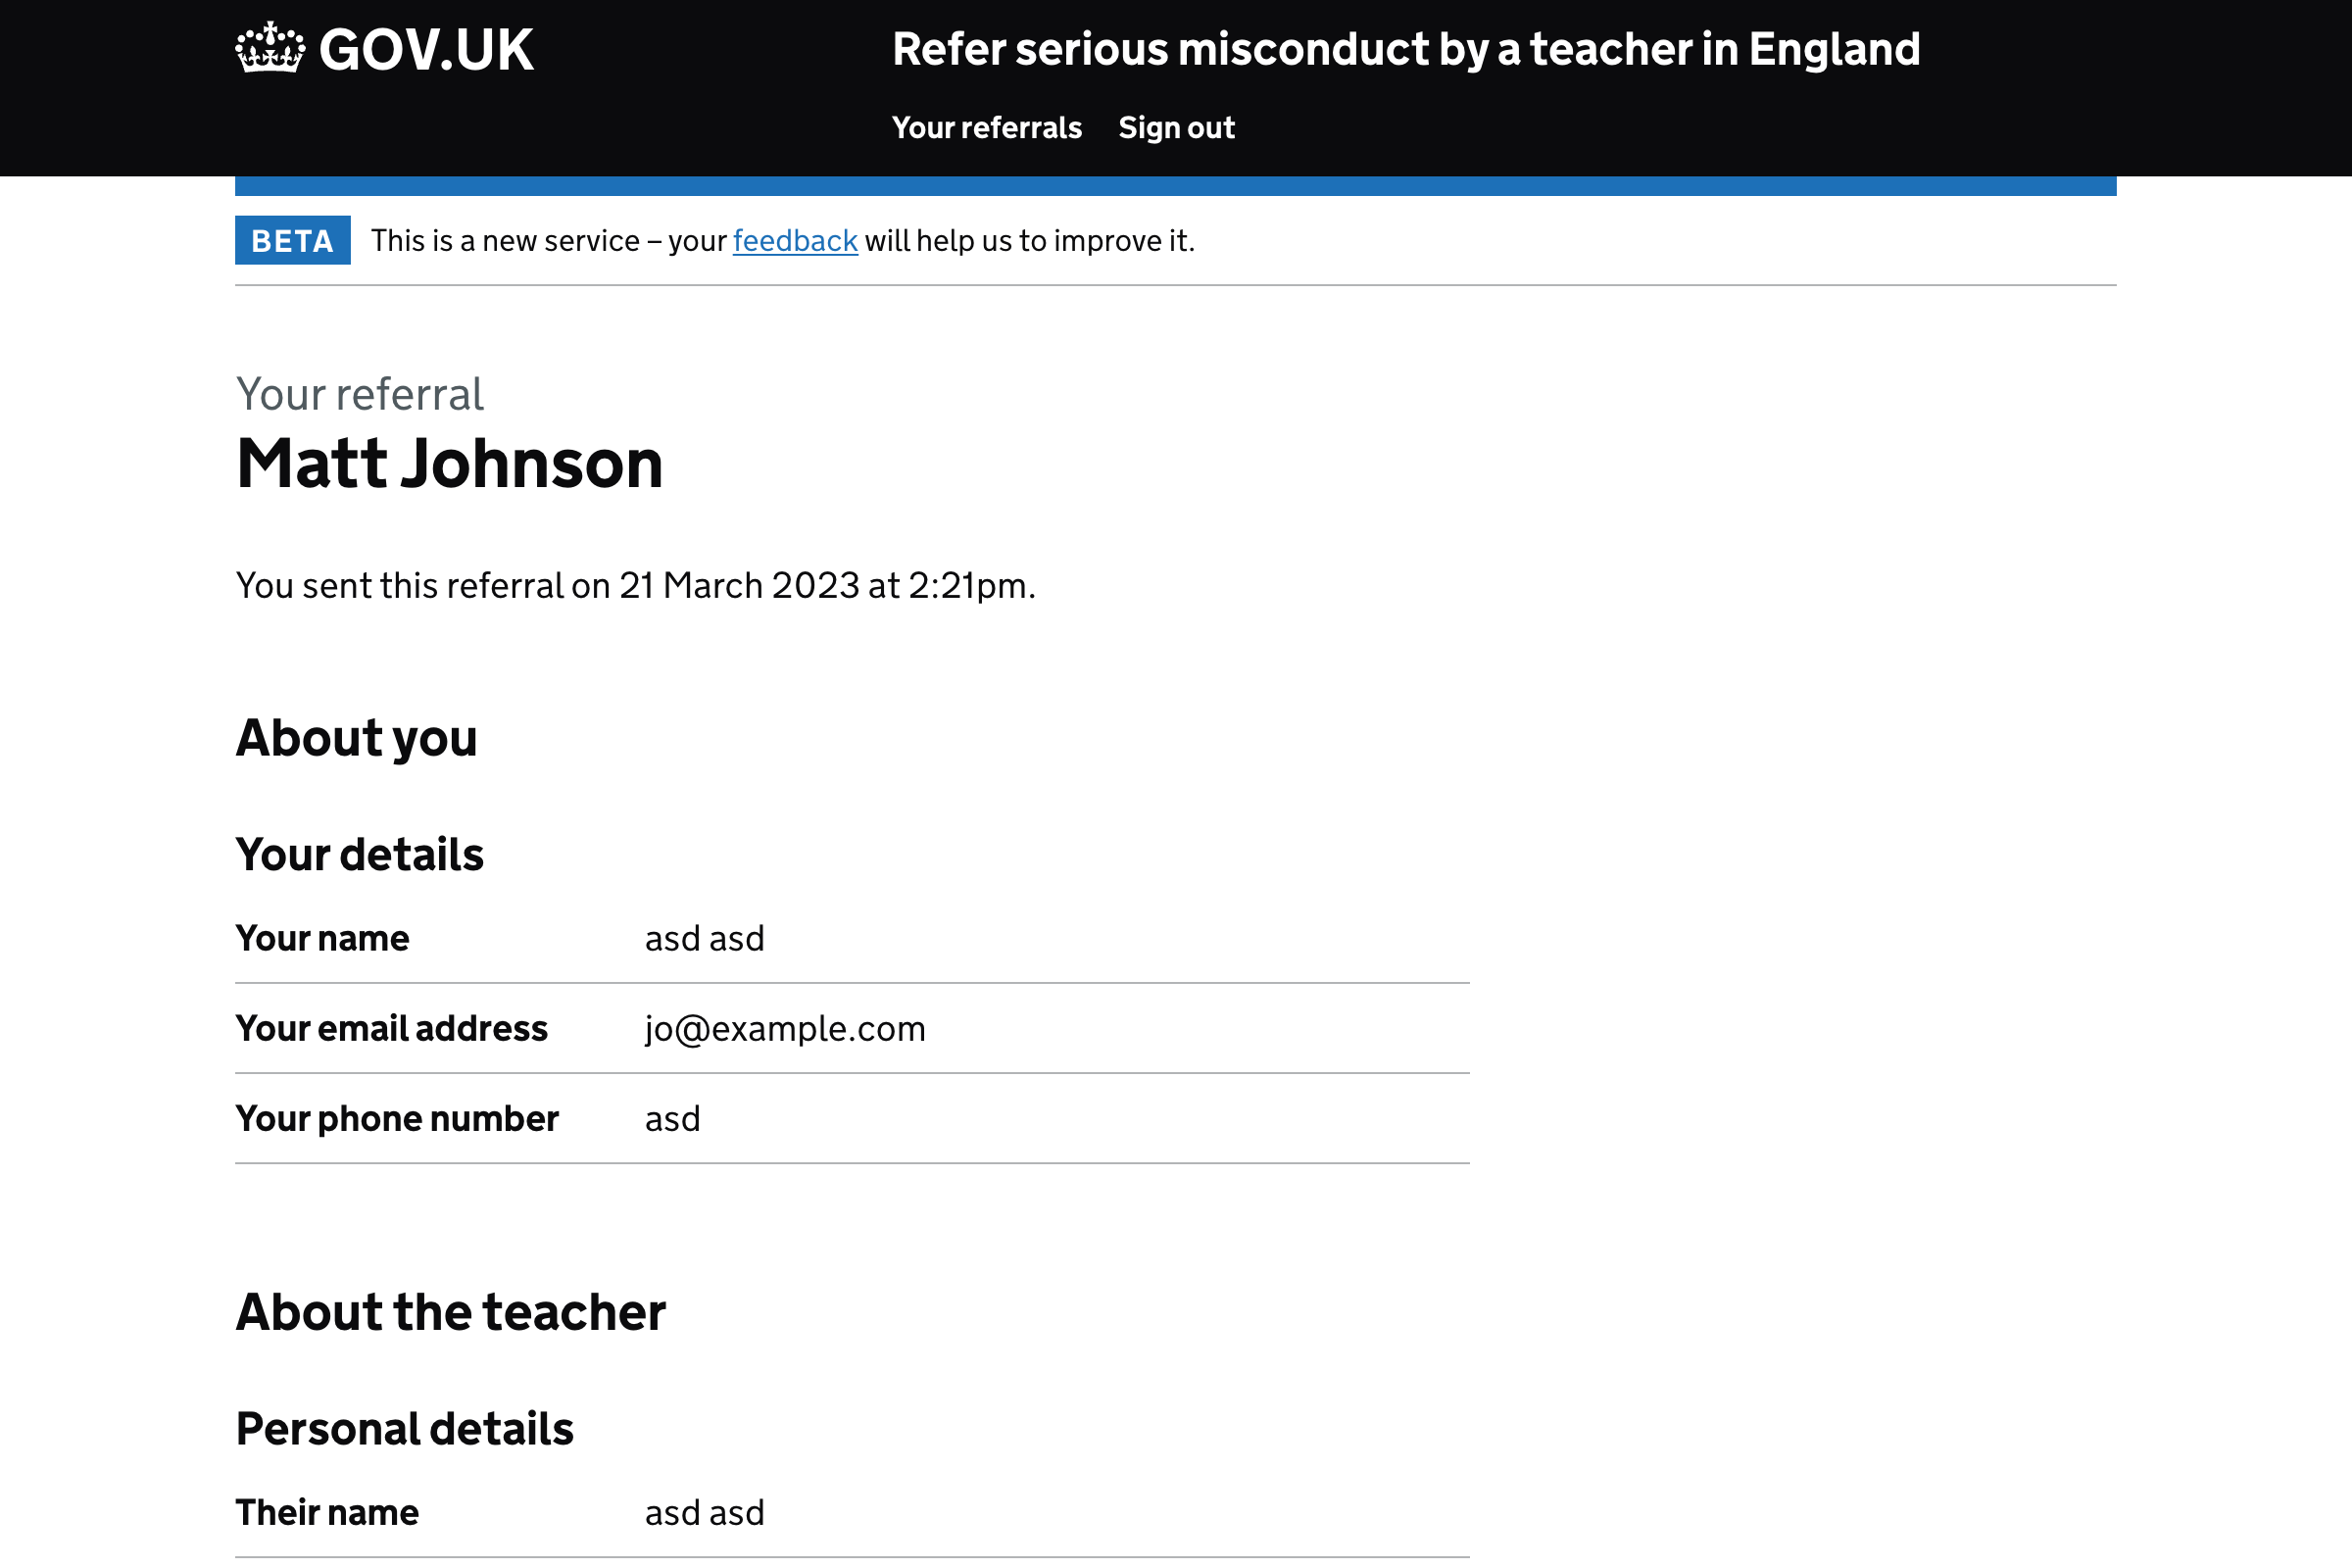 GOV.UK
Refer serious misconduct by a teacher in England
Your referrals Sign out
BETA This is a new service – your feedback will help us to improve it.
Your referral
Matt Johnson
You sent this referral on 21 March 2023 at 2:21pm.
About you
Your details
Your name asd asd
Your email address jo@example.com
Your phone number asd
About the teacher
Personal details
Their name asd asd